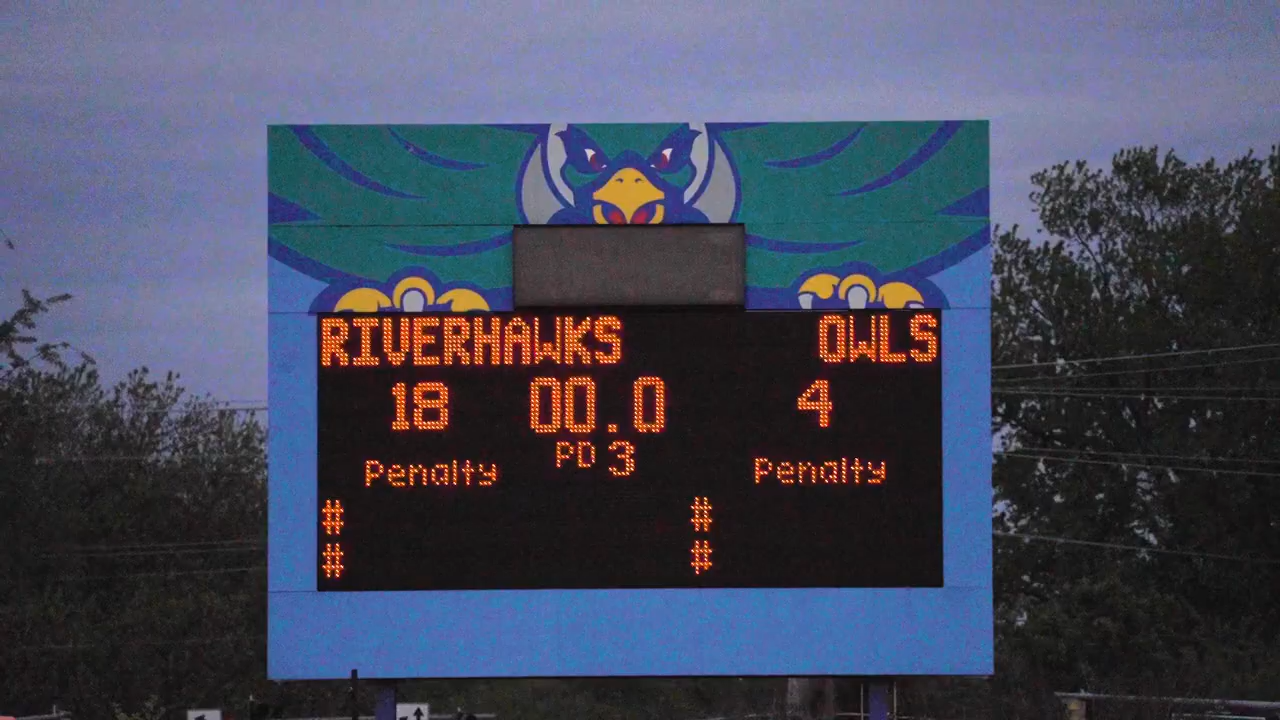 RIVERHAWKS OWLS
18 00.0 4
PD 3
Penalty Penalty
# #
# #